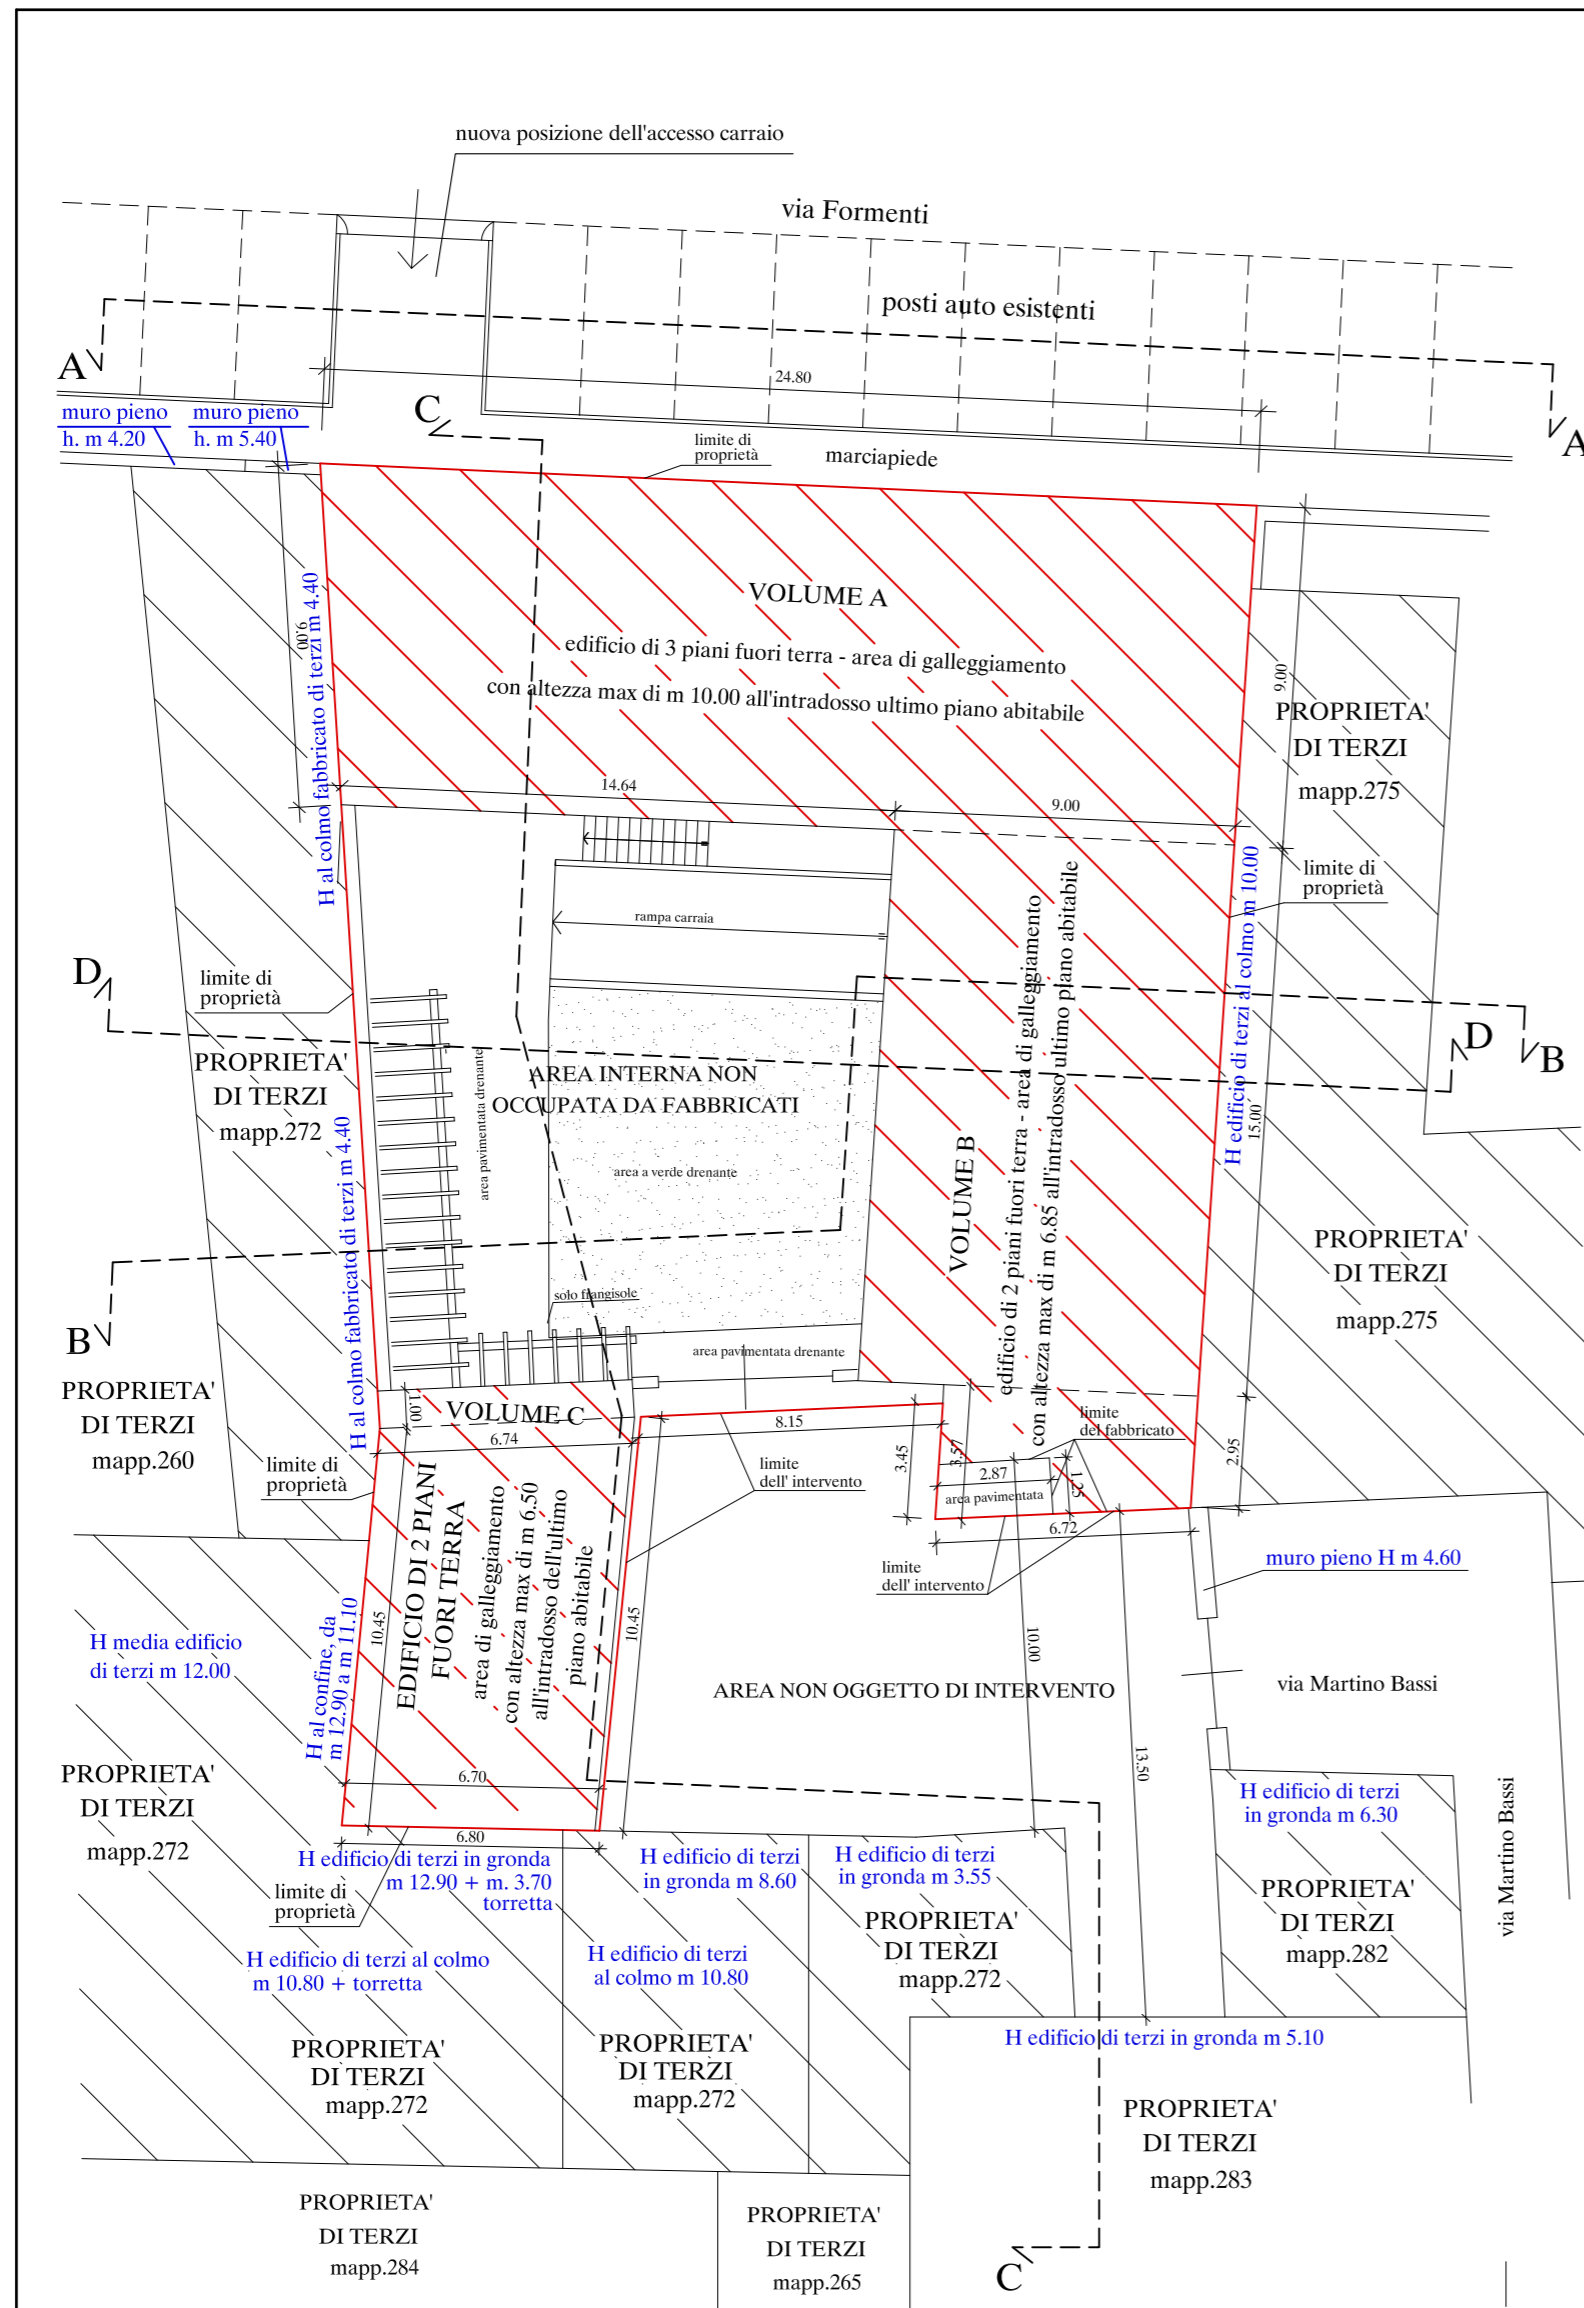 nuova posizione dell'accesso carraio
via Formenti
posti auto esistenti
A
A
24.80
C
muro pieno
h. m 4.20
muro pieno
h. m 5.40
limite di
proprietà
marciapiede
H al colmo fabbricato di terzi m 4.40
9.00
VOLUME A
edificio di 3 piani fuori terra - area di galleggiamento
con altezza max di m 10.00 all'intradosso ultimo piano abitabile
9.00
PROPRIETA'
DI TERZI
mapp.275
14.64
9.00
limite di
proprietà
rampa carraia
H edificio di terzi al colmo m 10.00
15.00
D
limite di
proprietà
PROPRIETA'
DI TERZI
mapp.272
area pavimentata drenante
AREA INTERNA NON
OCCUPATA DA FABBRICATI
area a verde drenante
VOLUME B
edificio di 2 piani fuori terra - area di galleggiamento
con altezza max di m 6.85 all'intradosso ultimo piano abitabile
D
B
PROPRIETA'
DI TERZI
mapp.275
H al colmo fabbricato di terzi m 4.40
B
solo frangisole
area pavimentata drenante
PROPRIETA'
DI TERZI
mapp.260
limite di
proprietà
1.00
VOLUME C
6.74
8.15
3.45
3.57
limite
del fabbricato
2.95
limite
dell' intervento
2.87
1.25
area pavimentata
6.72
limite
dell' intervento
muro pieno H m 4.60
EDIFICIO DI 2 PIANI
FUORI TERRA
area di galleggiamento
con altezza max di m 6.50
all'intradosso dell'ultimo
piano abitabile
10.45
10.45
10.00
13.50
H media edificio
di terzi m 12.00
H al confine, da
m 12.90 a m 11.10
AREA NON OGGETTO DI INTERVENTO
via Martino Bassi
via Martino Bassi
PROPRIETA'
DI TERZI
mapp.272
6.70
6.80
H edificio di terzi in gronda
m 12.90 + m. 3.70
torretta
limite di
proprietà
H edificio di terzi
in gronda m 8.60
H edificio di terzi
in gronda m 3.55
H edificio di terzi
in gronda m 6.30
PROPRIETA'
DI TERZI
mapp.282
PROPRIETA'
DI TERZI
mapp.272
H edificio di terzi al colmo
m 10.80 + torretta
H edificio di terzi
al colmo m 10.80
PROPRIETA'
DI TERZI
mapp.272
PROPRIETA'
DI TERZI
mapp.272
H edificio di terzi in gronda m 5.10
PROPRIETA'
DI TERZI
mapp.283
PROPRIETA'
DI TERZI
mapp.284
PROPRIETA'
DI TERZI
mapp.265
C